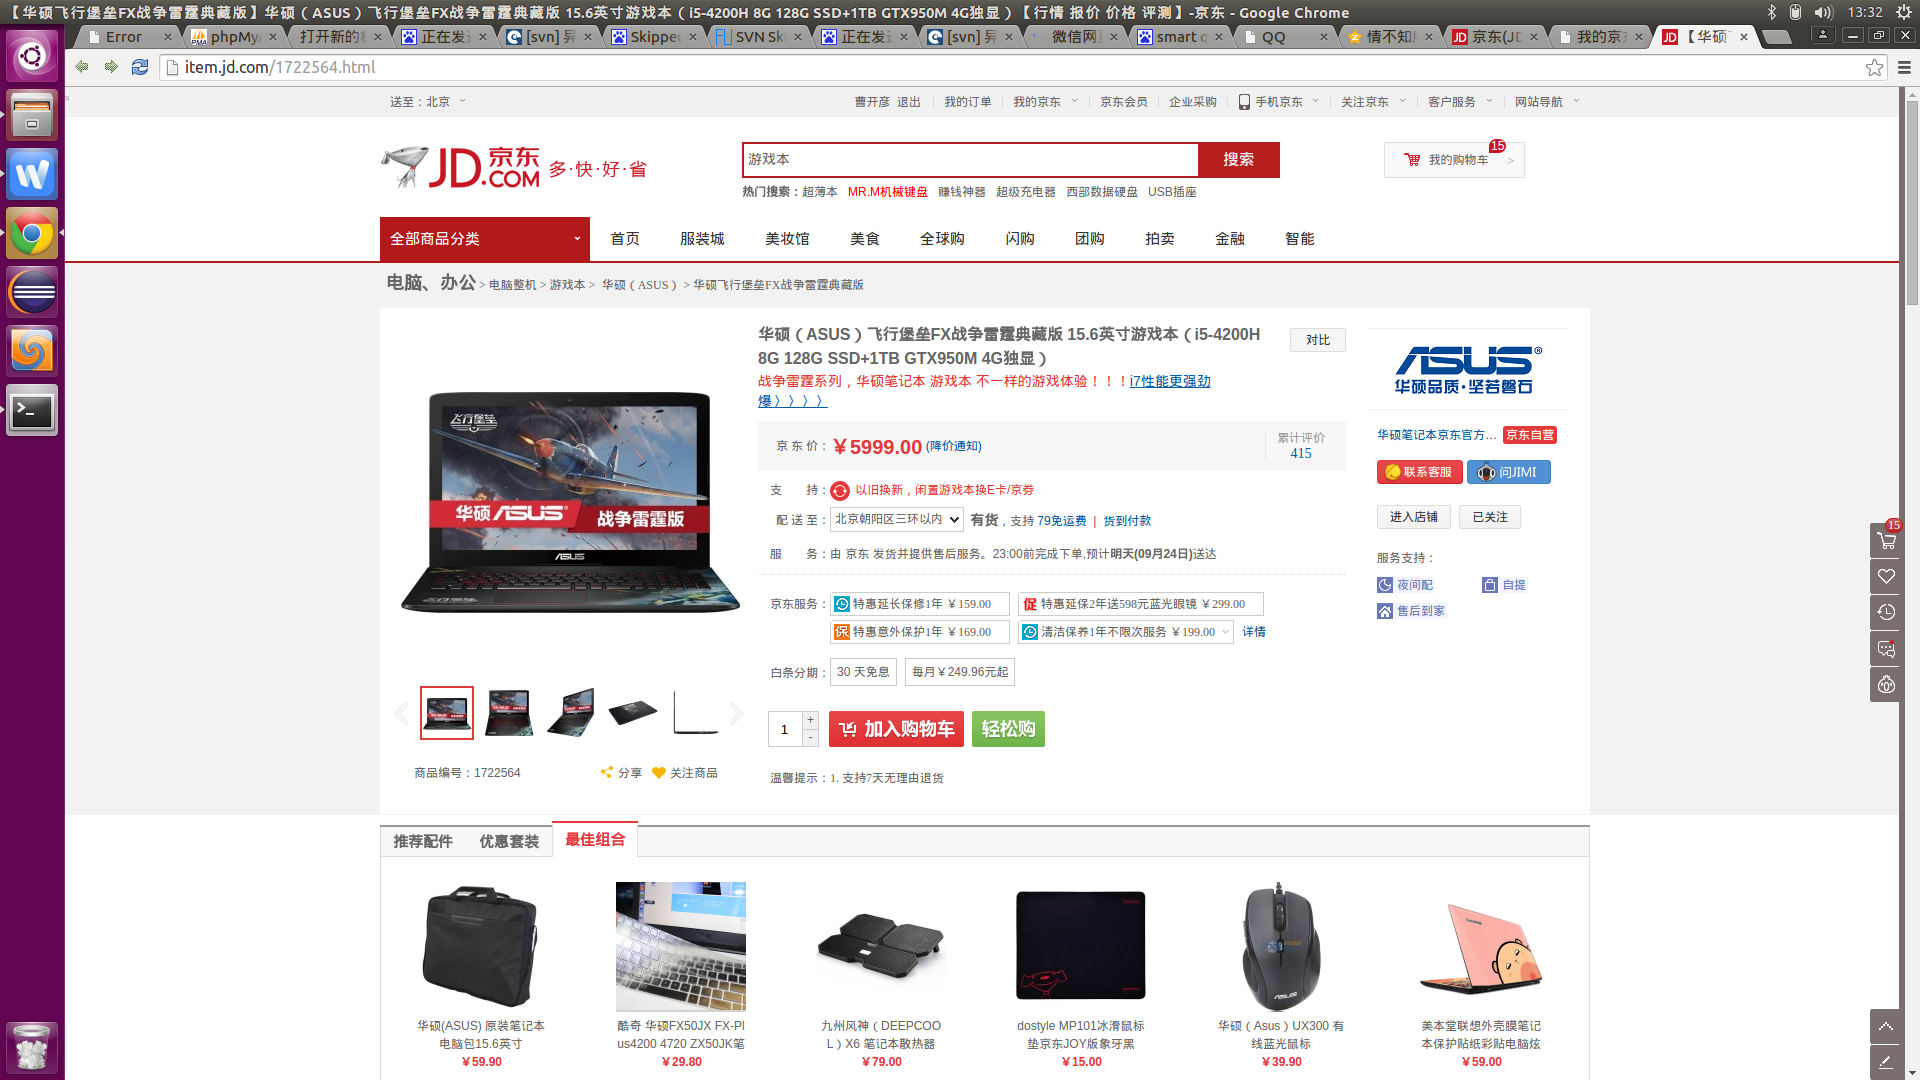 【华硕飞行堡垒FX战争雷霆典藏版】华硕（ASUS）飞行堡垒FX战争雷霆典藏版 15.6英寸游戏本（i5-4200H 8G 128G SSD+1TB GTX950M 4G独显）【行情 报价 价格 评测】-京东 - Google Chrome
13:32
Error
phpMyA
打开新的标
正在发送
[svn] 异
Skipped
SVN Ski
正在发送
[svn] 异
微信网页
smart q
QQ
情不知所
京东(JD
我的京东
【华硕飞
item.jd.com/1722564.html
送至：北京
曹开彦 退出
我的订单
我的京东
京东会员
企业采购
手机京东
关注京东
客户服务
网站导航
JD.COM 京东
多·快·好·省
游戏本
搜索
15
我的购物车 >
热门搜索：超薄本 MR.M机械键盘 赚钱神器 超级充电器 西部数据硬盘 USB插座
全部商品分类
首页 服装城 美妆馆 美食 全球购 闪购 团购 拍卖 金融 智能
电脑、办公 > 电脑整机 > 游戏本 > 华硕（ASUS） > 华硕飞行堡垒FX战争雷霆典藏版
华硕（ASUS）飞行堡垒FX战争雷霆典藏版 15.6英寸游戏本（i5-4200H
8G 128G SSD+1TB GTX950M 4G独显）
战争雷霆系列，华硕笔记本 游戏本 不一样的游戏体验！！！i7性能更强劲
爆〉〉〉〉
对比
京 东 价：￥5999.00 (降价通知)
累计评价
415
支 持： 以旧换新，闲置游戏本换E卡/京券
配 送 至： 北京朝阳区三环以内 有货，支持 79免运费 | 货到付款
服 务：由 京东 发货并提供售后服务。23:00前完成下单,预计明天(09月24日)送达
京东服务： 特惠延长保修1年 ￥159.00
促 特惠延保2年送598元蓝光眼镜 ￥299.00
保 特惠意外保护1年 ￥169.00
清洁保养1年不限次服务 ￥199.00
详情
白条分期： 30 天免息 每月￥249.96元起
1
+
-
加入购物车
轻松购
温馨提示：1. 支持7天无理由退货
飞行堡垒
华硕 ASUS 战争雷霆版
ASUS
商品编号：1722564
分享
关注商品
ASUS®
华硕品质·坚若磐石
华硕笔记本京东官方...
京东自营
联系客服
问JIMI
进入店铺
已关注
服务支持：
夜间配
自提
售后到家
15
推荐配件
优惠套装
最佳组合
华硕(ASUS) 原装笔记本
电脑包15.6英寸
￥59.90
酷奇 华硕FX50JX FX-Pl
us4200 4720 ZX50JK笔
￥29.80
九州风神（DEEPCOO
L）X6 笔记本散热器
￥79.00
dostyle MP101冰滑鼠标
垫京东JOY版象牙黑
￥15.00
ASUS
华硕（Asus）UX300 有
线蓝光鼠标
￥39.90
美本堂联想外壳膜笔记
本保护贴纸彩贴电脑炫
￥59.00